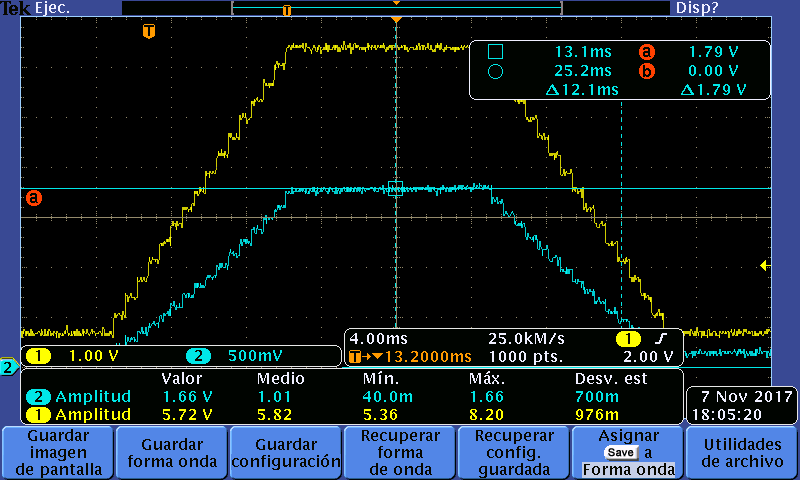 Tek Ejec. Disp?
T
T
13.1ms a 1.79 V
25.2ms b 0.00 V
Δ12.1ms Δ1.79 V
a
4.00ms 25.0kM/s 1
T→▼13.2000ms 1000 pts. 2.00 V
1 1.00 V 2 500mV
2
Valor Medio Mín. Máx. Desv. est
2 Amplitud 1.66 V 1.01 40.0m 1.66 700m
1 Amplitud 5.72 V 5.82 5.36 8.20 976m
7 Nov 2017
18:05:20
Guardar
imagen
de pantalla
Guardar
forma onda
Guardar
configuración
Recuperar
forma
de onda
Recuperar
config.
guardada
Asignar
Save a
Forma onda
Utilidades
de archivo